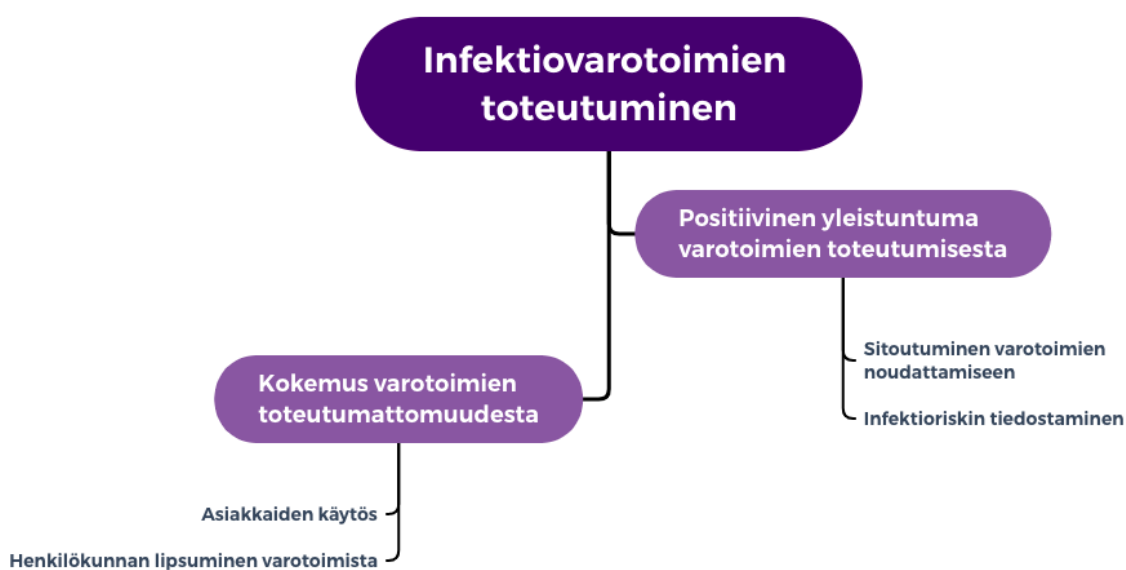 Infektiovarotoimien
toteutuminen
Positiivinen yleistuntuma
varotoimien toteutumisesta
Sitoutuminen varotoimien
noudattamiseen
Infektioriskin tiedostaminen
Kokemus varotoimien
toteutumattomuudesta
Asiakkaiden käytös
Henkilökunnan lipsuminen varotoimista